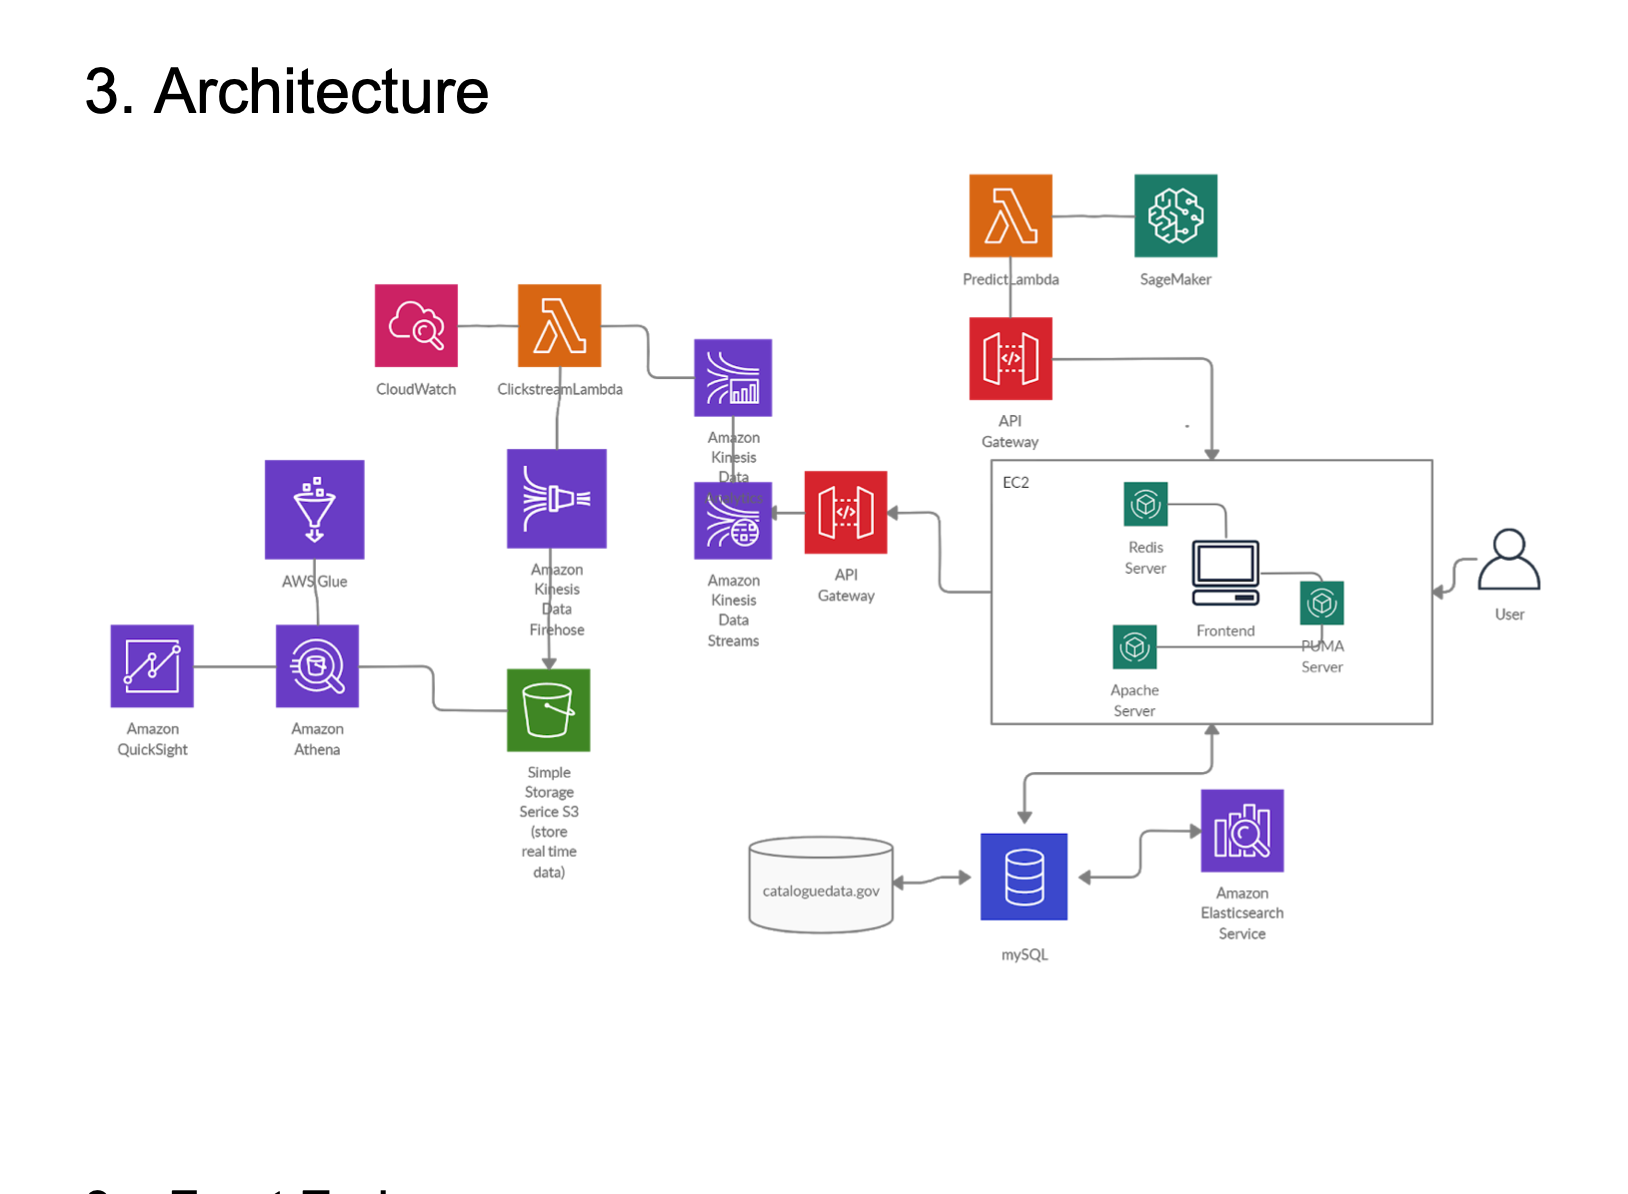 3. Architecture
PredictLambda
SageMaker
CloudWatch
ClickstreamLambda
API
Gateway
Amazon
Kinesis
Data
Analytics
EC2
Redis
Server
Frontend
PUMA
Server
Apache
Server
User
AWS Glue
Amazon
Kinesis
Data
Firehose
Amazon
Kinesis
Data
Streams
API
Gateway
Amazon
QuickSight
Amazon
Athena
Simple
Storage
Serice S3
(store
real time
data)
cataloguedata.gov
mySQL
Amazon
Elasticsearch
Service